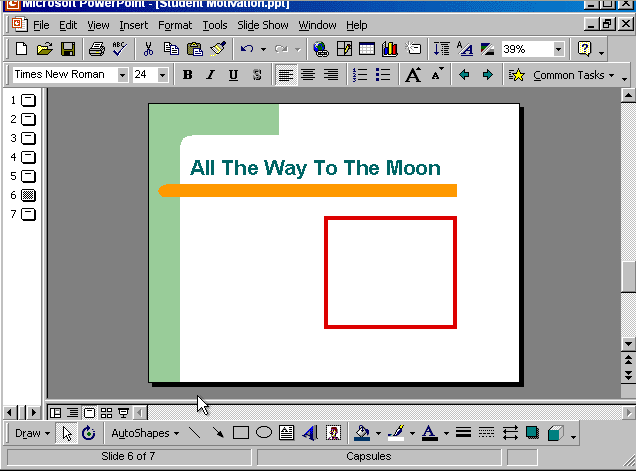 Microsoft PowerPoint - [Student Motivation.ppt]
File Edit View Insert Format Tools Slide Show Window Help
39%
Times New Roman 24 B I U S A A Common Tasks
1
2
3
4
5
6
7
All The Way To The Moon
Draw AutoShapes
Slide 6 of 7 Capsules